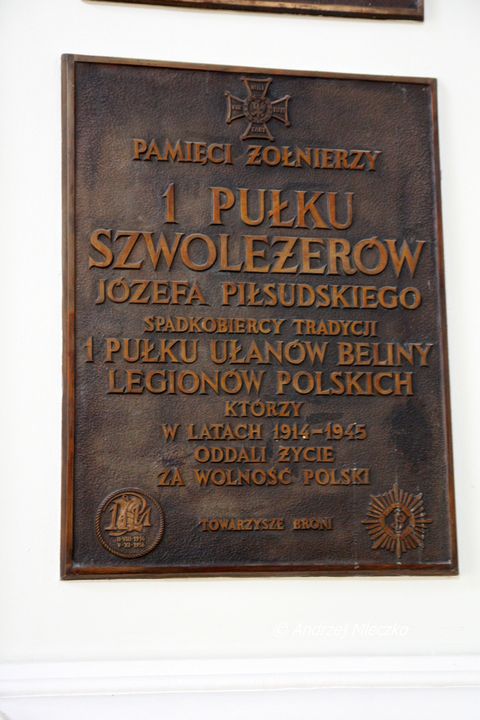 PAMIĘCI ŻOŁNIERZY
1 PUŁKU
SZWOLEŻERÓW
JÓZEFA PIŁSUDSKIEGO
SPADKOBIERCY TRADYCJI
1 PUŁKU UŁANÓW BELINY
LEGIONÓW POLSKICH
KTÓRZY
W LATACH 1914-1945
ODDALI ŻYCIE
ZA WOLNOŚĆ POLSKI
TOWARZYSZE BRONI
© Andrzej Nieczko